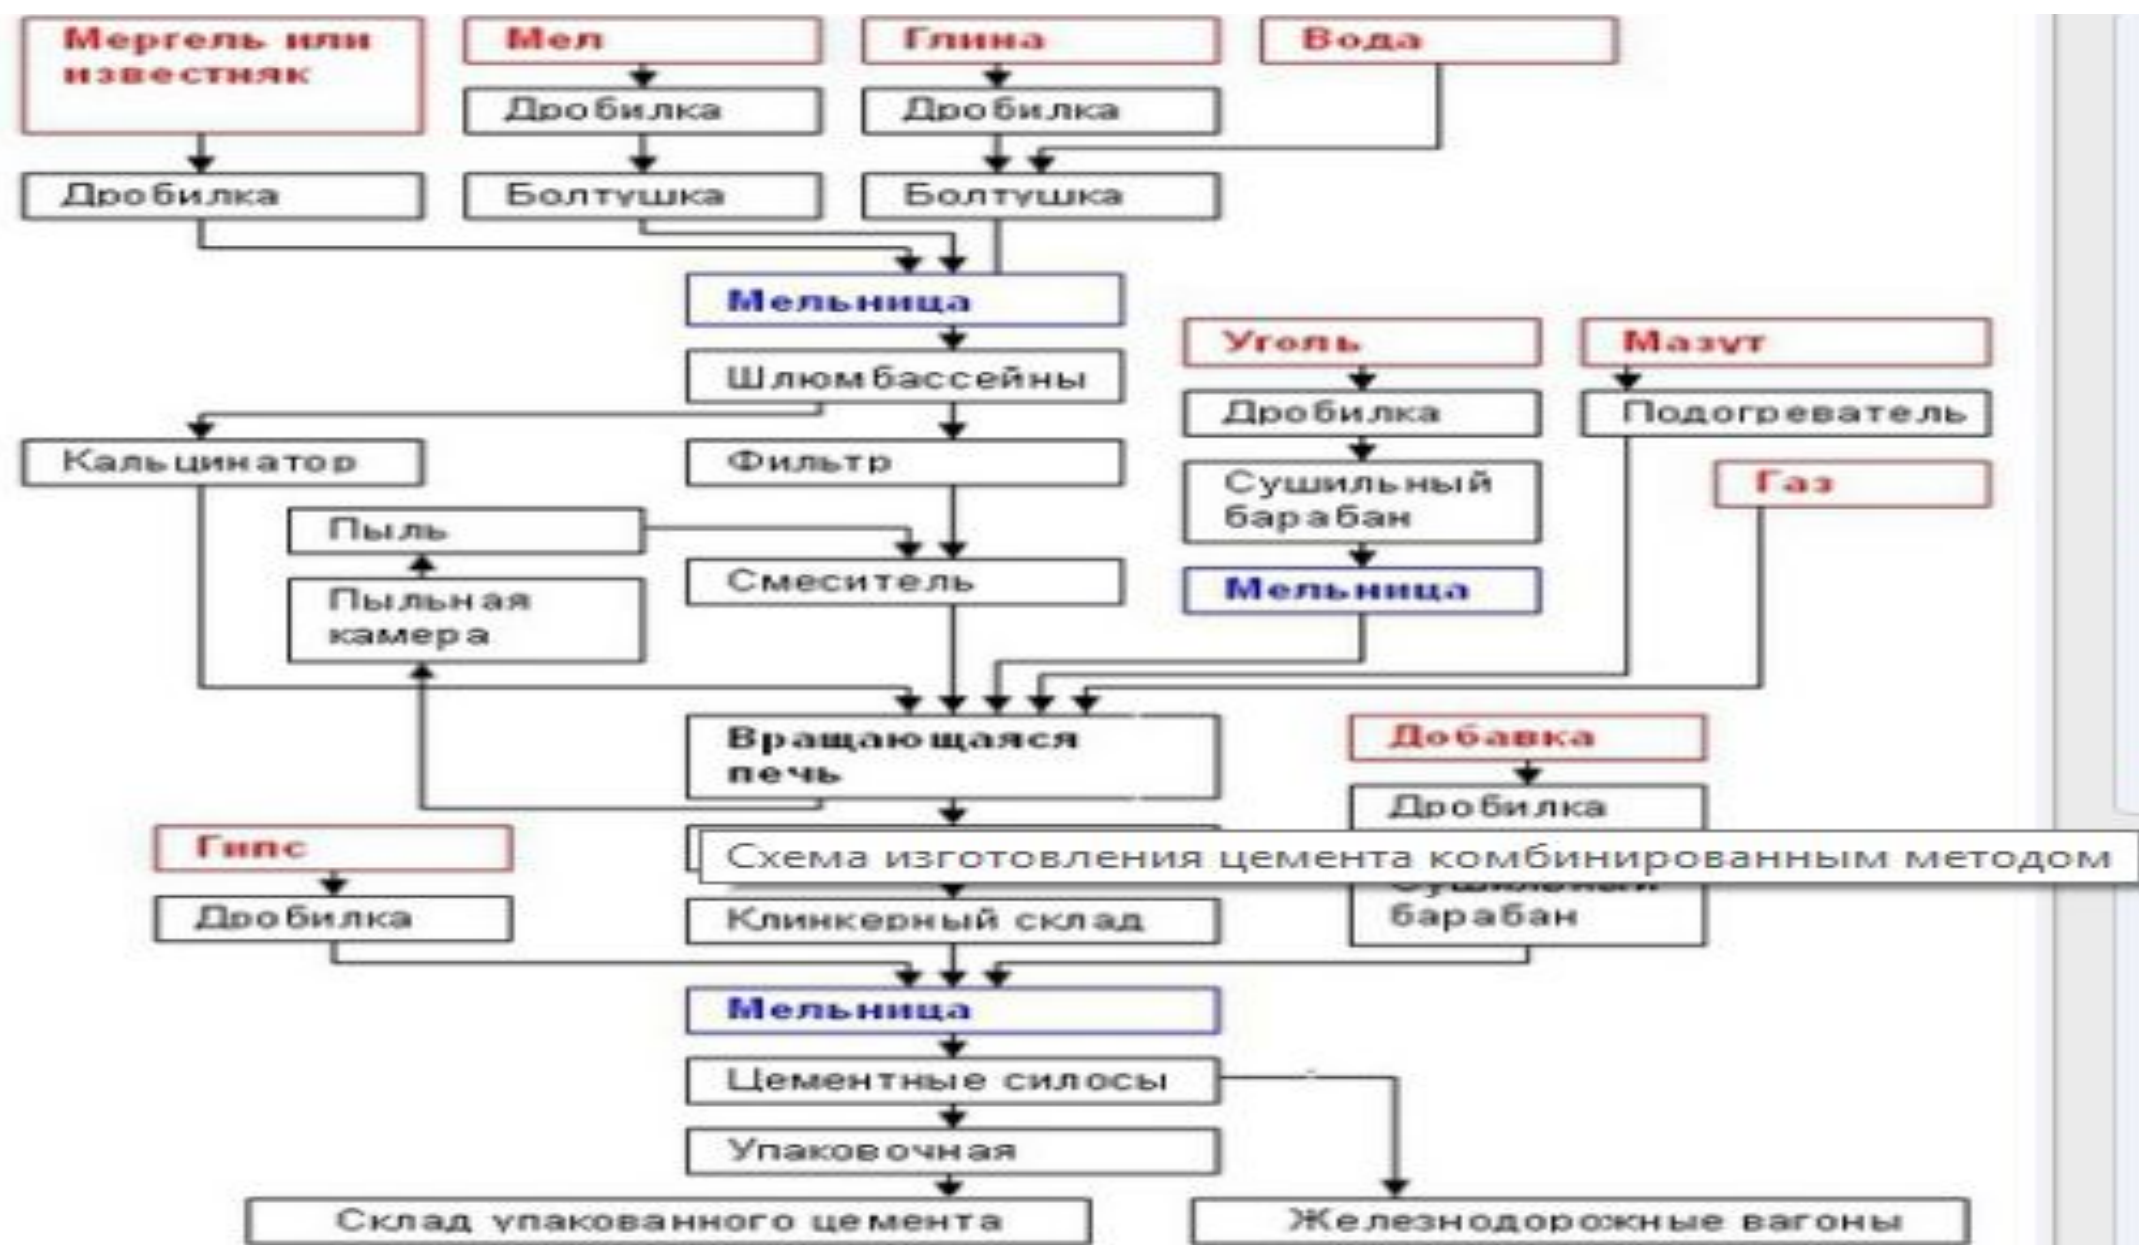 Мергель или
известняк
Мел
Глина
Вода
Дробилка
Дробилка
Дробилка
Болтушка
Болтушка
Мельница
Шлюмбассейны
Уголь
Мазут
Дробилка
Подогреватель
Кальцинатор
Фильтр
Сушильный
барабан
Газ
Пыль
Смеситель
Мельница
Пыльная
камера
Вращающаяся
печь
Добавка
Дробилка
Гипс
Схема изготовления цемента комбинированным методом
Сушильный
барабан
Дробилка
Клинкерный склад
Мельница
Цементные силосы
Упаковочная
Склад упакованного цемента
Железнодорожные вагоны